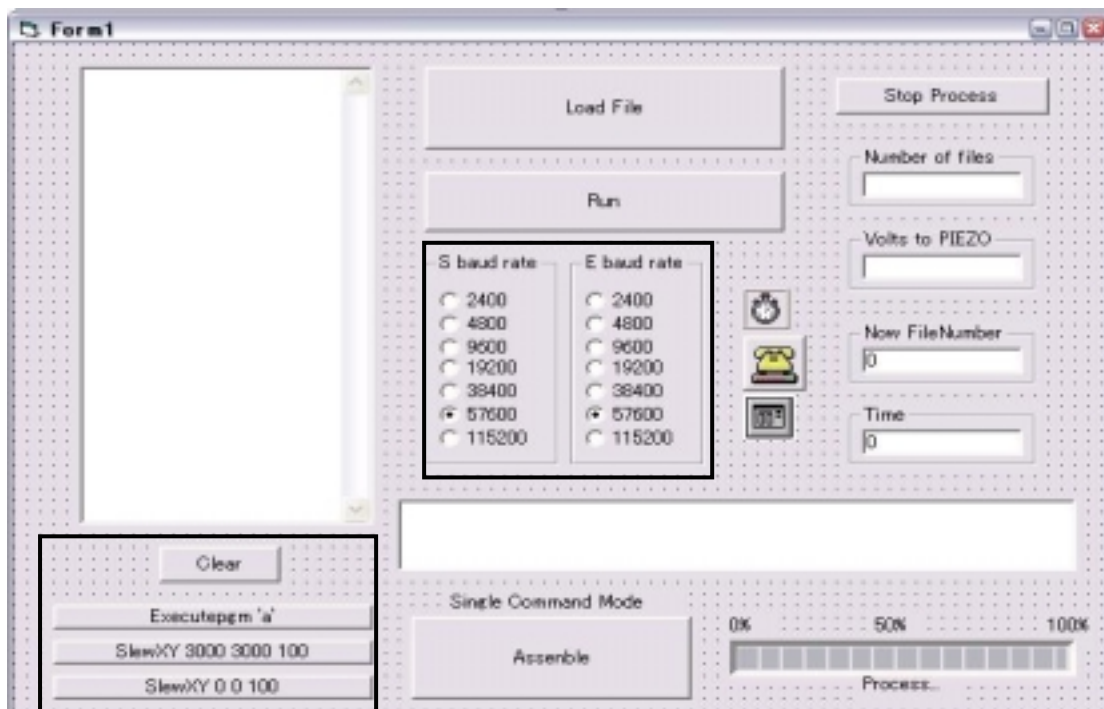 Form1
Load File
Stop Process
Number of files
Run
Volts to PIEZO
S baud rate
2400
4800
9600
19200
38400
57600
115200
E baud rate
2400
4800
9600
19200
38400
57600
115200
Now FileNumber
0
Time
0
Clear
Executepgm 'a'
SlewXY 3000 3000 100
SlewXY 0 0 100
Single Command Mode
Assenble
0% 50% 100%
Process..